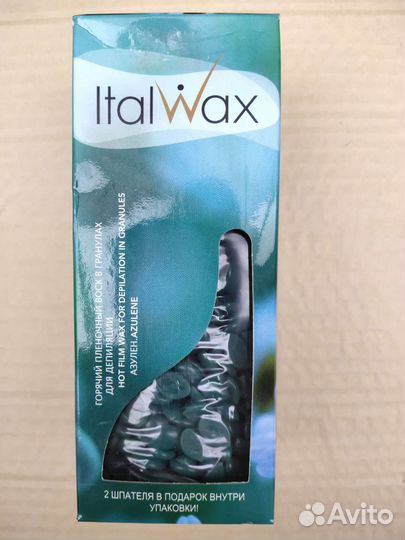 ItalWax
ГОРЯЧИЙ ПЛЕНОЧНЫЙ ВОСК В ГРАНУЛАХ
ДЛЯ ДЕПИЛЯЦИИ
HOT FILM WAX FOR DEPILATION IN GRANULES
АЗУЛЕН.AZULENE
2 ШПАТЕЛЯ В ПОДАРОК ВНУТРИ
УПАКОВКИ!
Avito